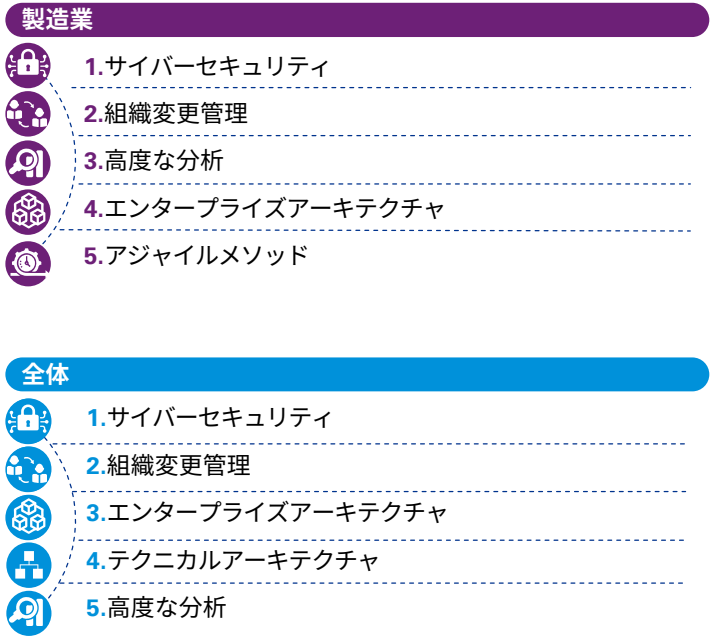 製造業
1.サイバーセキュリティ
2.組織変更管理
3.高度な分析
4.エンタープライズアーキテクチャ
5.アジャイルメソッド
全体
1.サイバーセキュリティ
2.組織変更管理
3.エンタープライズアーキテクチャ
4.テクニカルアーキテクチャ
5.高度な分析